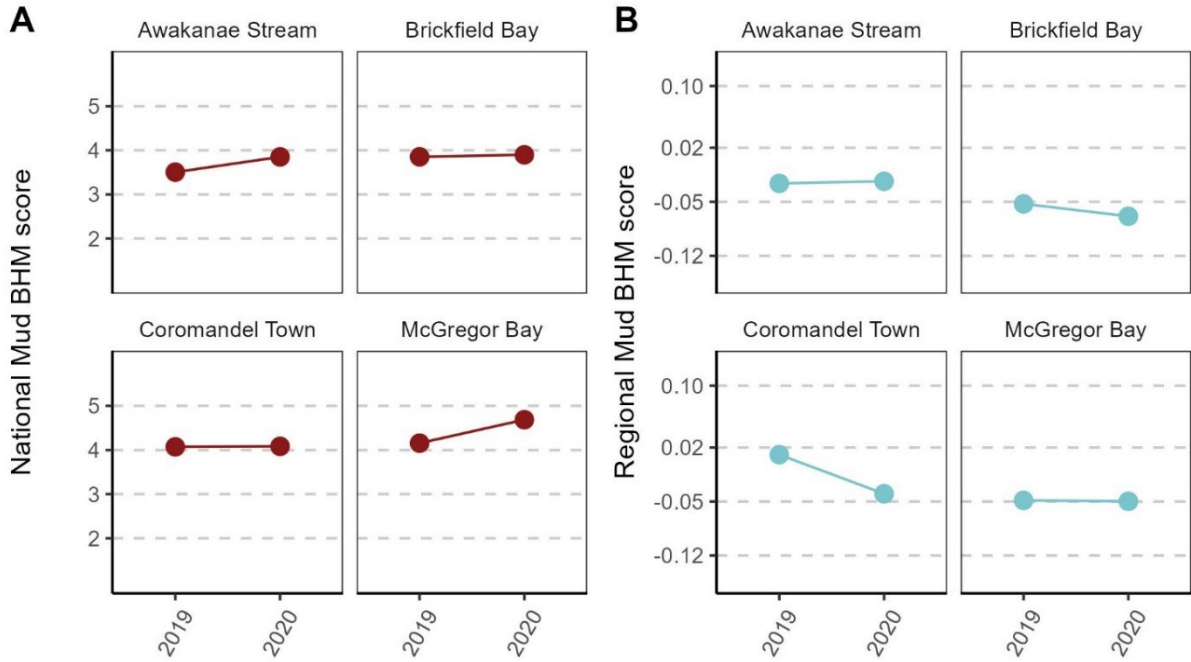 A
National Mud BHM score
Awakanae Stream
Brickfield Bay
5
4
3
2
Coromandel Town
McGregor Bay
5
4
3
2
2019
2020
2019
2020
B
Regional Mud BHM score
Awakanae Stream
Brickfield Bay
0.10
0.02
-0.05
-0.12
Coromandel Town
McGregor Bay
0.10
0.02
-0.05
-0.12
2019
2020
2019
2020